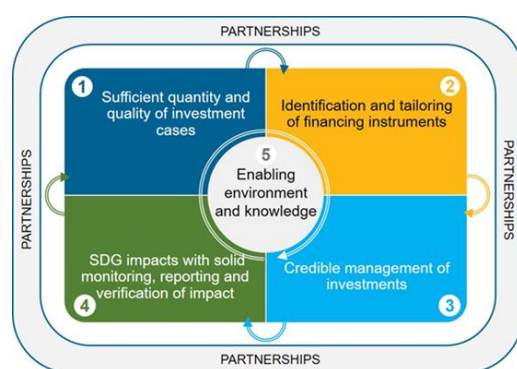 PARTNERSHIPS
1
Sufficient quantity and
quality of investment
cases
2
Identification and tailoring
of financing instruments
PARTNERSHIPS
5
Enabling
environment
and knowledge
PARTNERSHIPS
SDG impacts with solid
monitoring, reporting and
verification of impact
4
Credible management of
investments
3
PARTNERSHIPS